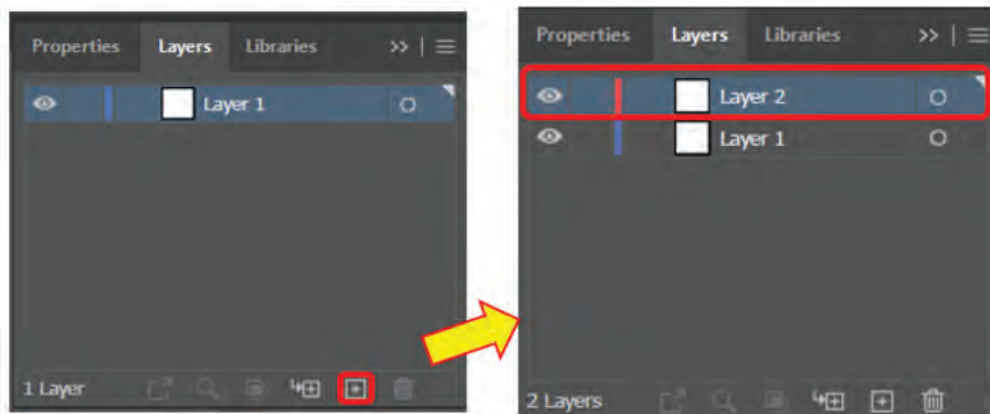 Properties Layers Libraries
Layer 1
1 Layer
Properties Layers Libraries
Layer 2
Layer 1
2 Layers